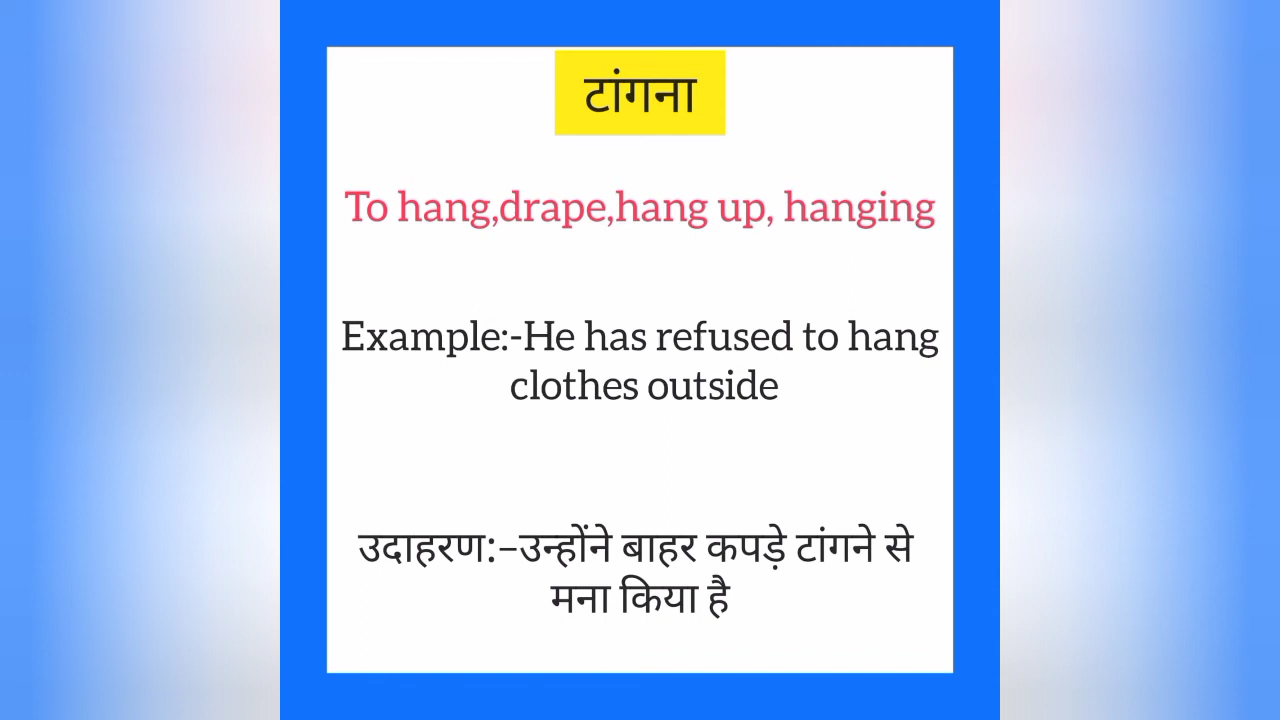 टांगना
To hang,drape,hang up, hanging
Example:-He has refused to hang
clothes outside
उदाहरण:–उन्होंने बाहर कपड़े टांगने से
मना किया है